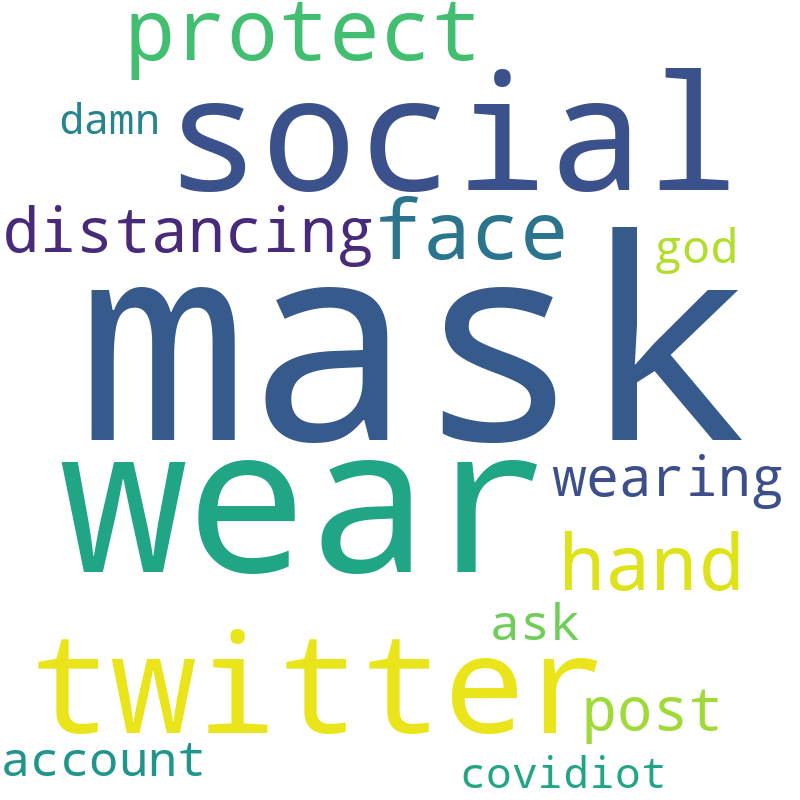 protect
social
damn
distancing
face
god
mask
wear
wearing
hand
ask
twitter
post
account
covidiot